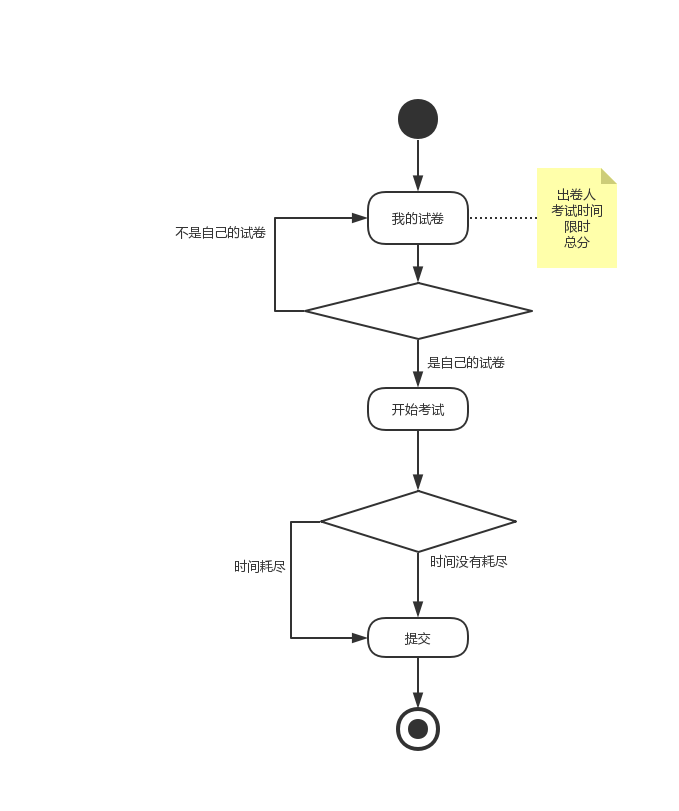 出卷人
考试时间
限时
总分
我的试卷
不是自己的试卷
是自己的试卷
开始考试
时间没有耗尽
时间耗尽
提交